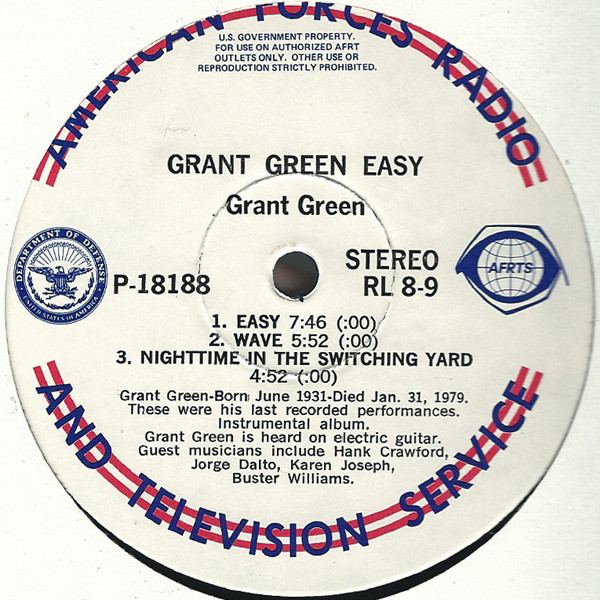 AMERICAN FORCES RADIO
U.S. GOVERNMENT PROPERTY.
FOR USE ON AUTHORIZED AFRT
OUTLETS ONLY. OTHER USE OR
REPRODUCTION STRICTLY PROHIBITED.
GRANT GREEN EASY
Grant Green
DEPARTMENT OF DEFENSE
UNITED STATES OF AMERICA
P-18188
STEREO
RL 8-9
AFRTS
1. EASY 7:46 (:00)
2. WAVE 5:52 (:00)
3. NIGHTTIME IN THE SWITCHING YARD
4:52 (:00)
Grant Green-Born June 1931-Died Jan. 31, 1979.
These were his last recorded performances.
Instrumental album.
Grant Green is heard on electric guitar.
Guest musicians include Hank Crawford,
Jorge Dalto, Karen Joseph,
Buster Williams.
AND TELEVISION SERVICE